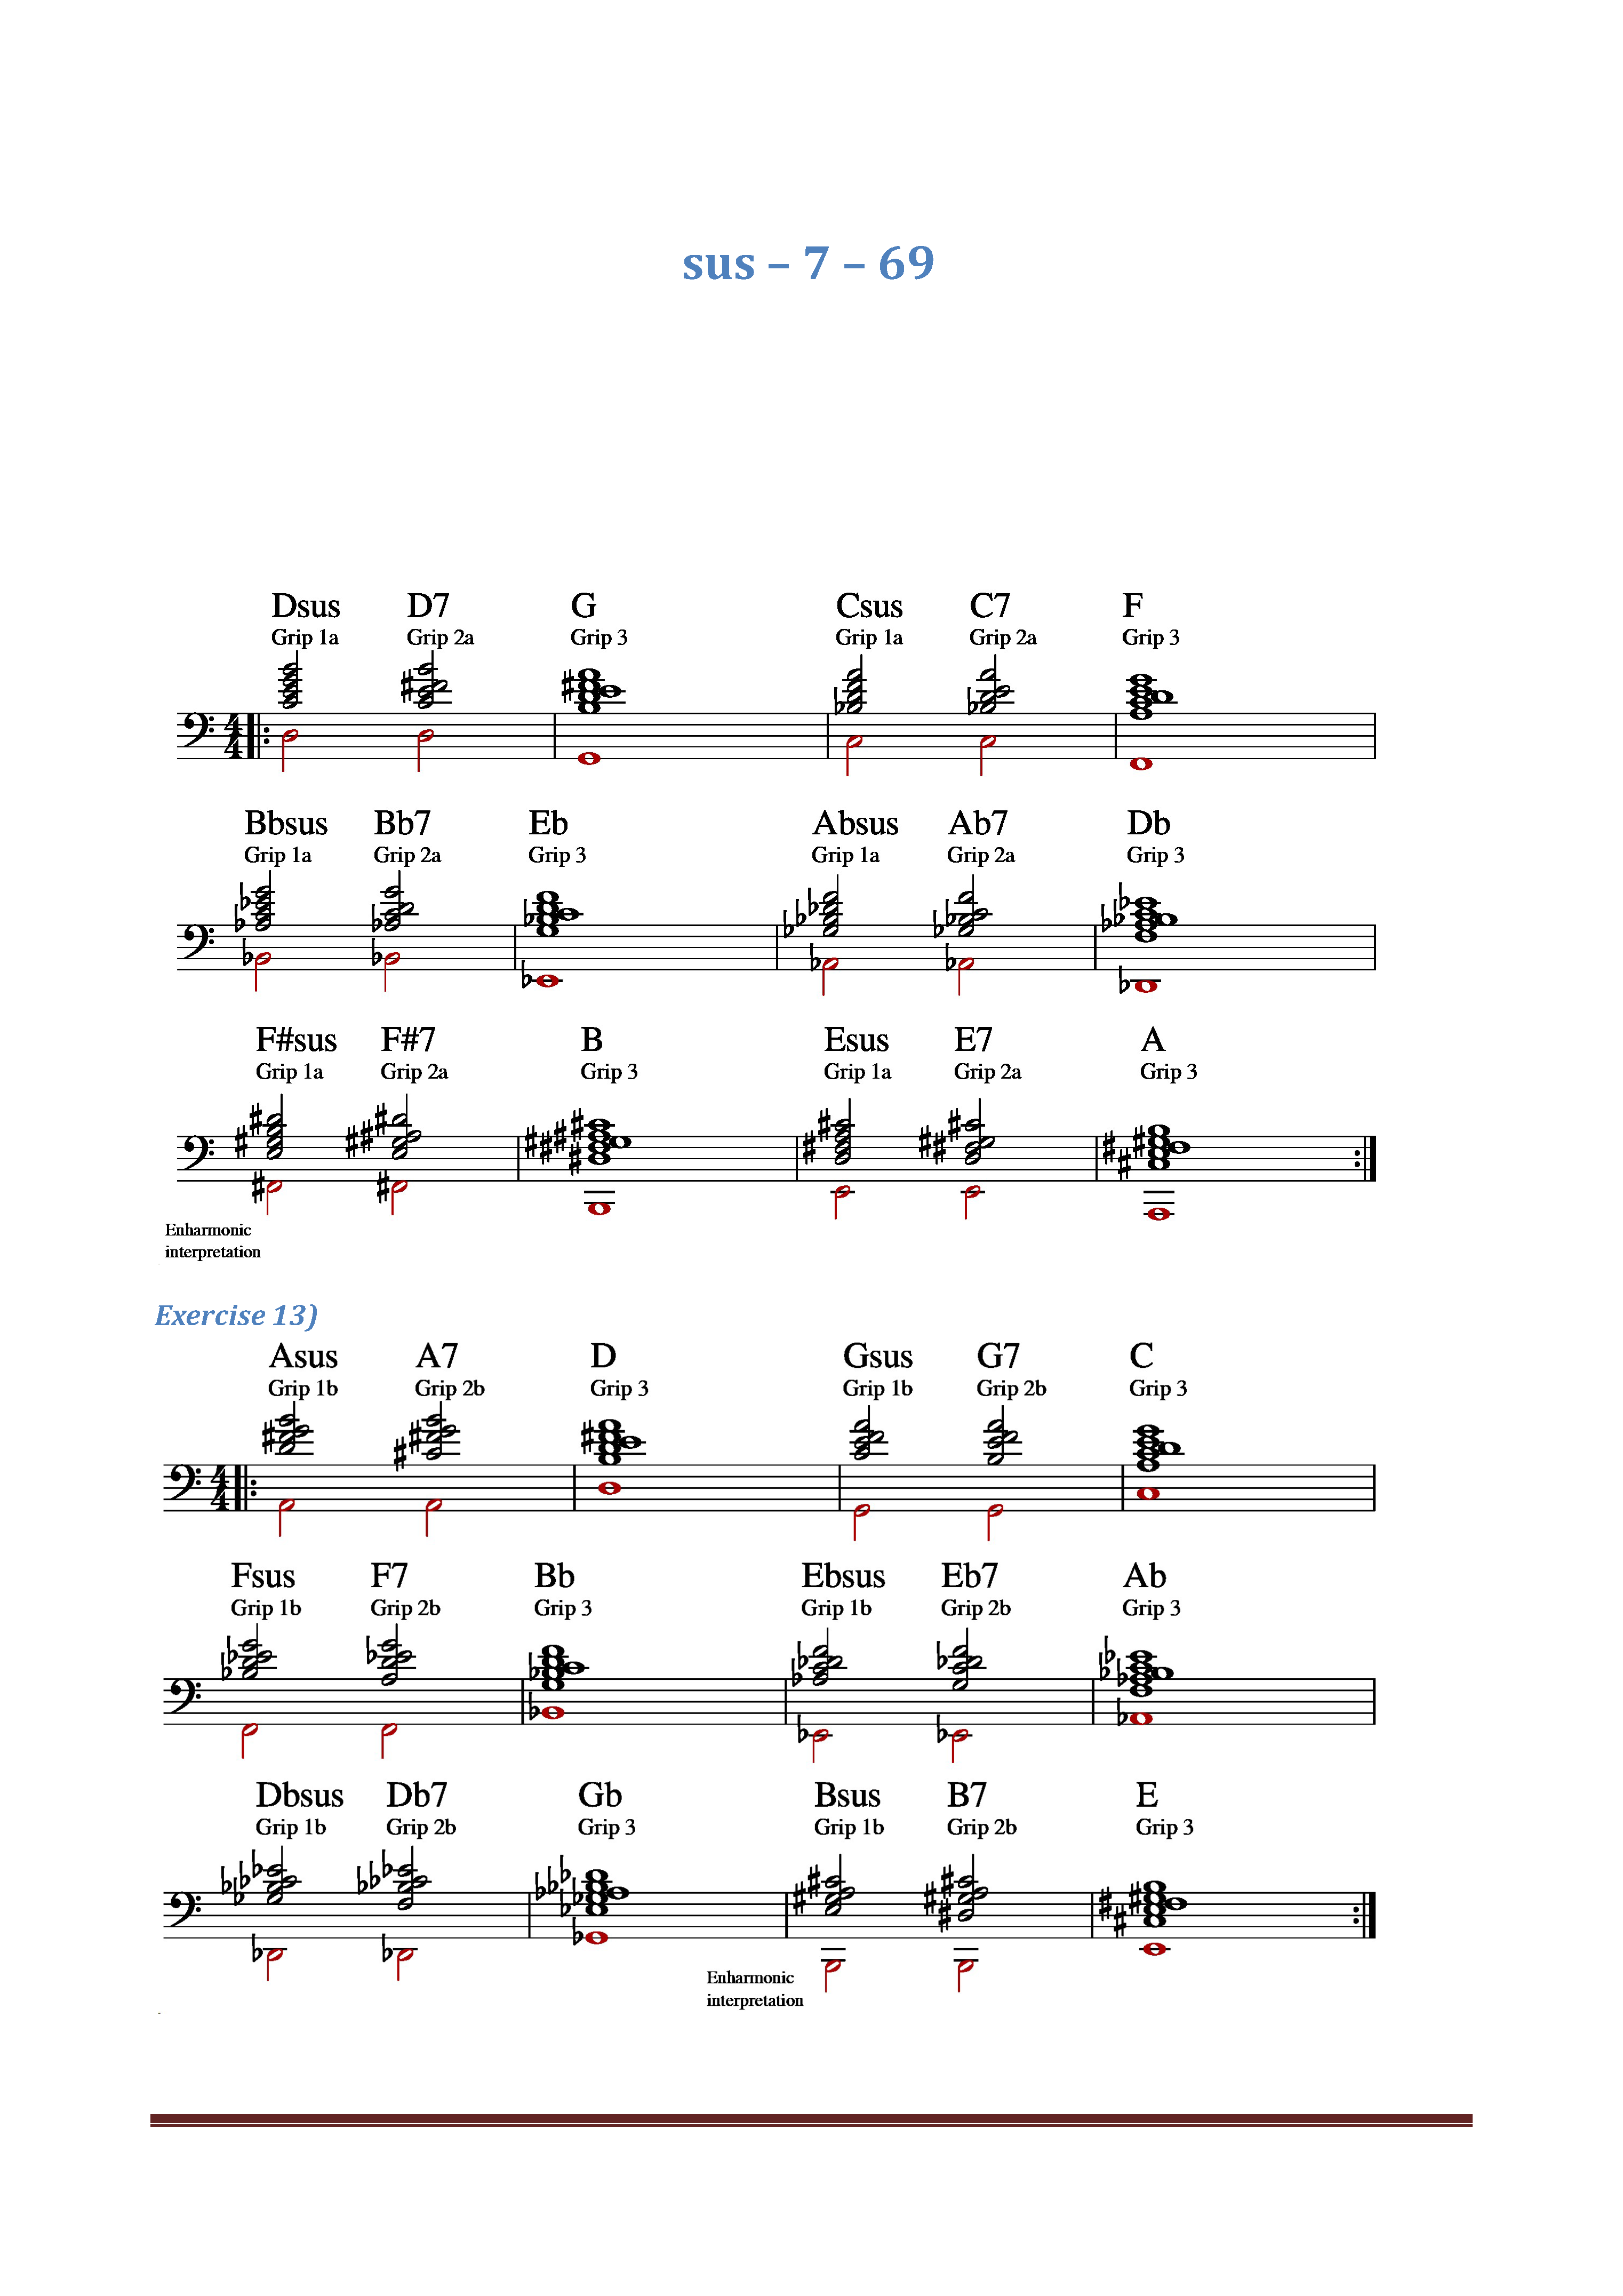 sus – 7 – 69
Dsus D7 G Csus C7 F
Grip 1a Grip 2a Grip 3 Grip 1a Grip 2a Grip 3
4
4
Bbsus Bb7 Eb Absus Ab7 Db
Grip 1a Grip 2a Grip 3 Grip 1a Grip 2a Grip 3
F#sus F#7 B Esus E7 A
Grip 1a Grip 2a Grip 3 Grip 1a Grip 2a Grip 3
Enharmonic
interpretation
Exercise 13)
Asus A7 D Gsus G7 C
Grip 1b Grip 2b Grip 3 Grip 1b Grip 2b Grip 3
4
4
Fsus F7 Bb Ebsus Eb7 Ab
Grip 1b Grip 2b Grip 3 Grip 1b Grip 2b Grip 3
Dbsus Db7 Gb Bsus B7 E
Grip 1b Grip 2b Grip 3 Grip 1b Grip 2b Grip 3
Enharmonic
interpretation